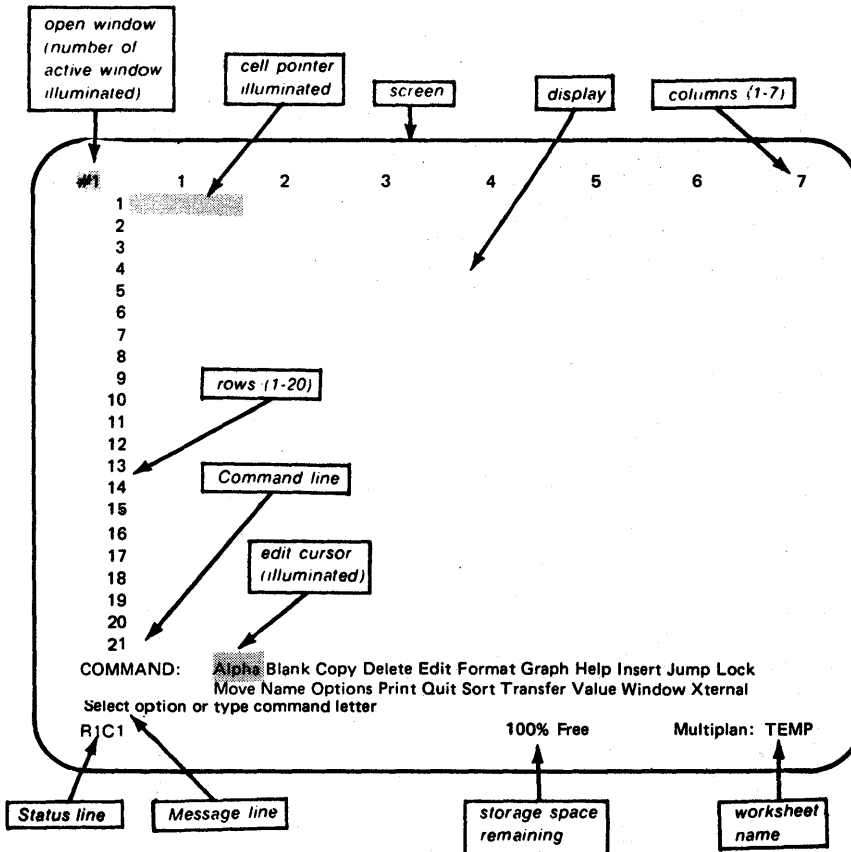 open window
(number of
active window
illuminated)
cell pointer
illuminated
screen
display
columns (1-7)
#1 1 2 3 4 5 6 7
1
2
3
4
5
6
7
8
9
rows (1-20)
10
11
12
13
14
Command line
15
16
17
edit cursor
(illuminated)
18
19
20
21
COMMAND: Alpha Blank Copy Delete Edit Format Graph Help Insert Jump Lock
Move Name Options Print Quit Sort Transfer Value Window Xternal
Select option or type command letter
R1C1 100% Free Multiplan: TEMP
Status line
Message line
storage space
remaining
worksheet
name